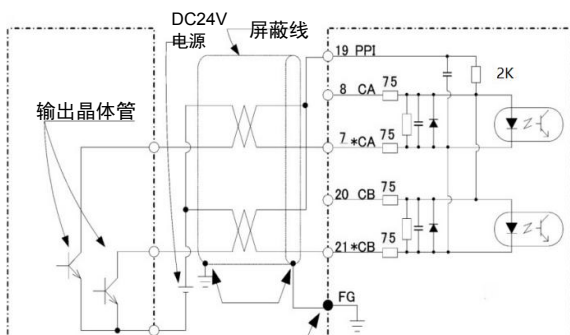 DC24V
电源
屏蔽线
输出晶体管
19 PPI
8 CA 75
2K
7 *CA 75
20 CB 75
21 *CB 75
FG